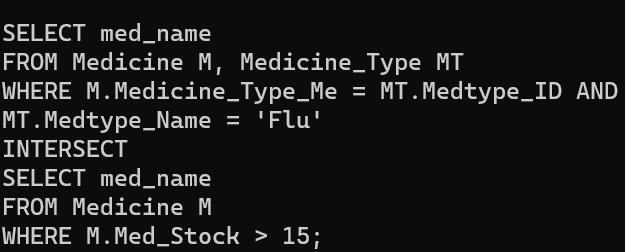 SELECT med_name
FROM Medicine M, Medicine_Type MT
WHERE M.Medicine_Type_Me = MT.Medtype_ID AND
MT.Medtype_Name = 'Flu'
INTERSECT
SELECT med_name
FROM Medicine M
WHERE M.Med_Stock > 15;